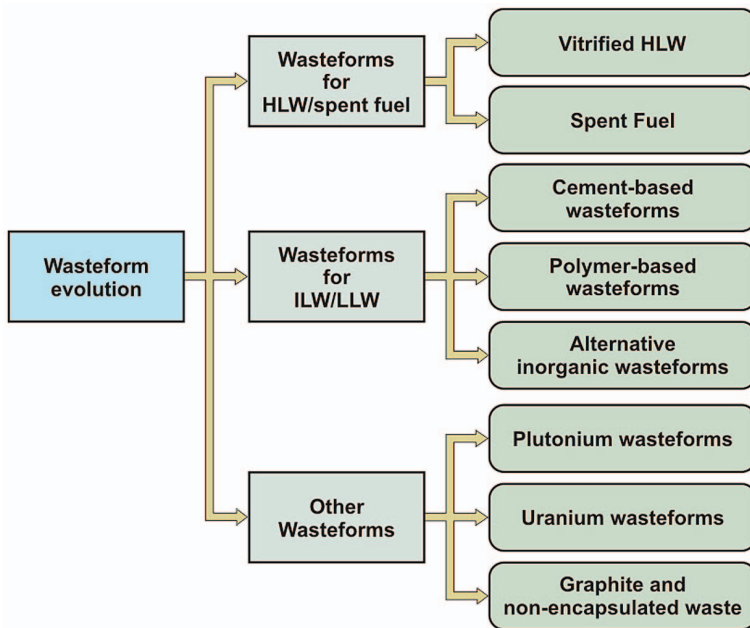 Wasteform
evolution
Wasteforms
for
HLW/spent fuel
Vitrified HLW
Spent Fuel
Wasteforms
for
ILW/LLW
Cement-based
wasteforms
Polymer-based
wasteforms
Alternative
inorganic wasteforms
Other
Wasteforms
Plutonium wasteforms
Uranium wasteforms
Graphite and
non-encapsulated waste